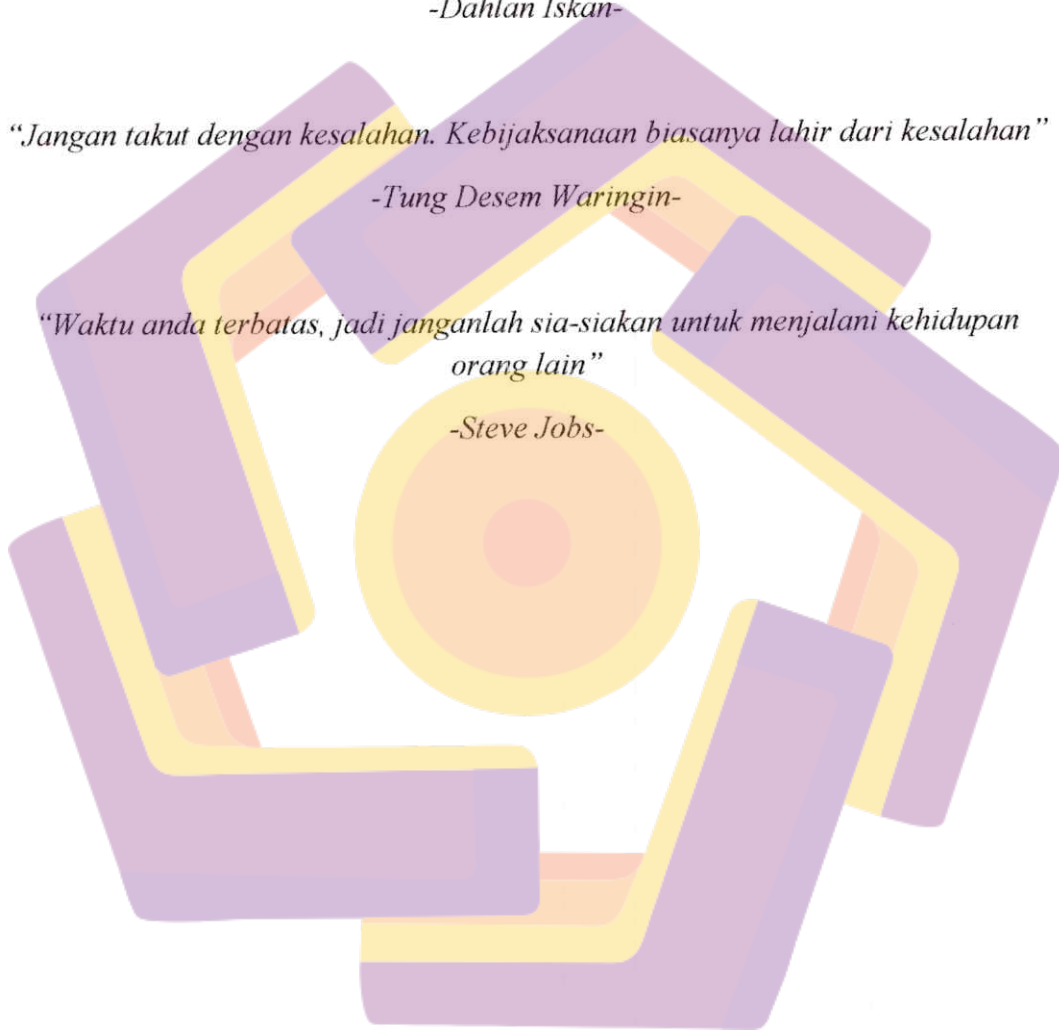 -Dahlan Iskan-
“Jangan takut dengan kesalahan. Kebijaksanaan biasanya lahir dari kesalahan”
-Tung Desem Waringin-
“Waktu anda terbatas, jadi janganlah sia-siakan untuk menjalani kehidupan
orang lain”
-Steve Jobs-